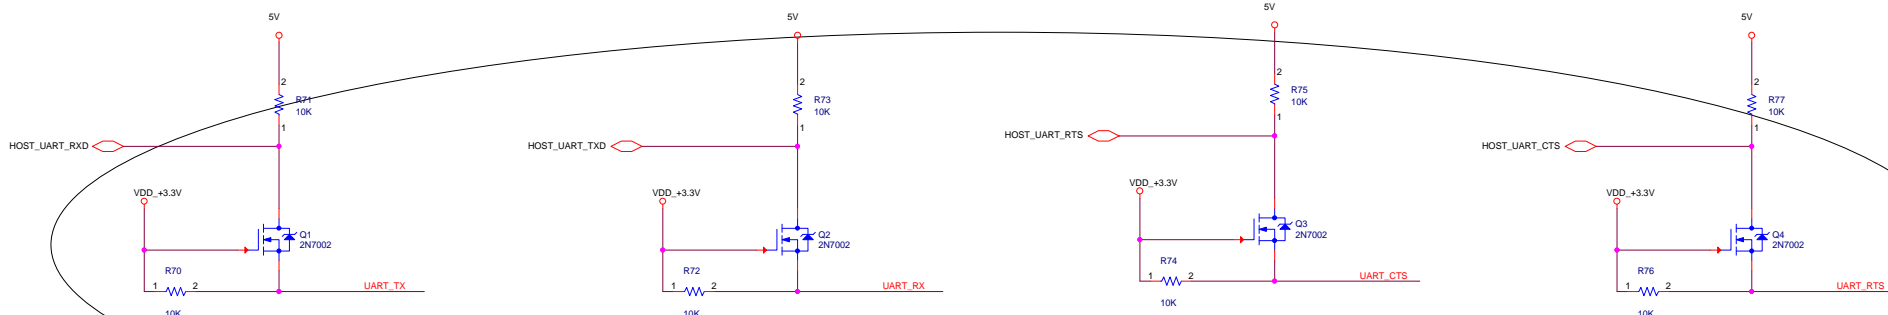 5V
2
R71
10K
1
HOST_UART_RXD
VDD_+3.3V
Q1
2N7002
R70
1
2
10K
UART_TX
5V
2
R73
10K
1
HOST_UART_TXD
VDD_+3.3V
Q2
2N7002
R72
1
2
10K
UART_RX
5V
2
R75
10K
1
HOST_UART_RTS
VDD_+3.3V
Q3
2N7002
R74
1
2
10K
UART_CTS
5V
2
R77
10K
1
HOST_UART_CTS
VDD_+3.3V
Q4
2N7002
R76
1
2
10K
UART_RTS